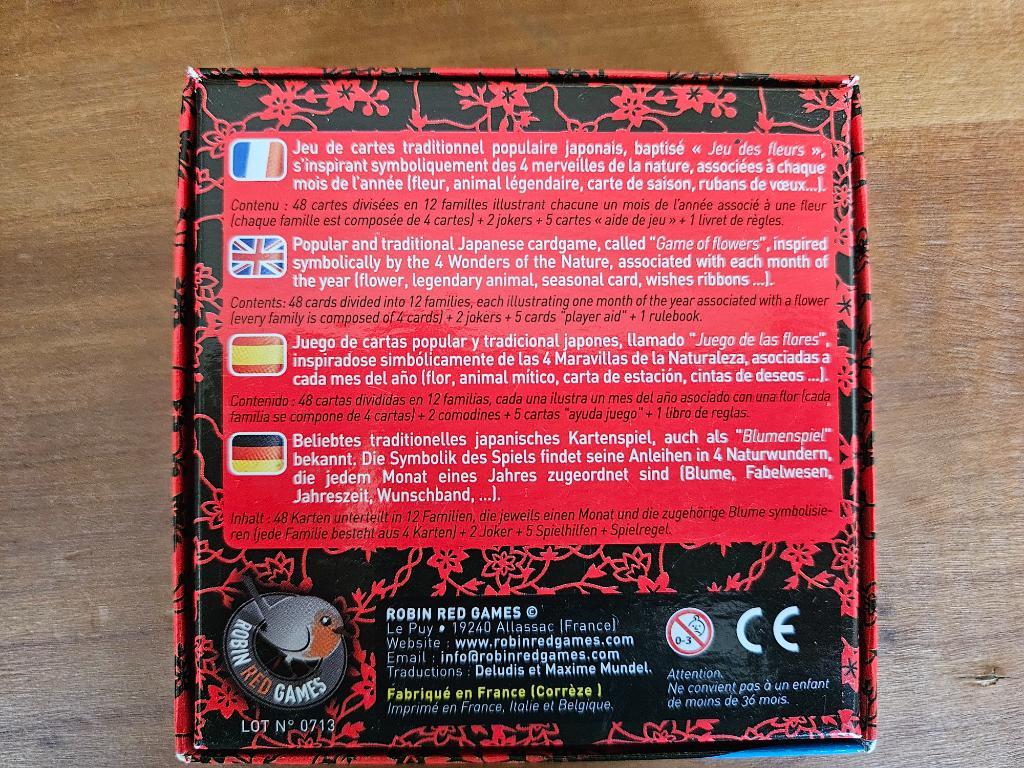 Jeu de cartes traditionnel populaire japonais, baptisé « Jeu des fleurs »,
s'inspirant symboliquement des 4 merveilles de la nature, associées à chaque
mois de l'année (fleur, animal légendaire, carte de saison, rubans de vœux...).
Contenu : 48 cartes divisées en 12 familles illustrant chacune un mois de l'année associé à une fleur
(chaque famille est composée de 4 cartes) + 2 jokers + 5 cartes « aide de jeu » + 1 livret de règles.
Popular and traditional Japanese cardgame, called "Game of flowers", inspired
symbolically by the 4 Wonders of the Nature, associated with each month of
the year (flower, legendary animal, seasonal card, wishes ribbons ...).
Contents: 48 cards divided into 12 families, each illustrating one month of the year associated with a flower
(every family is composed of 4 cards) + 2 jokers + 5 cards "player aid" + 1 rulebook.
Juego de cartas popular y tradicional japones, llamado "Juego de las flores",
inspiradose simbólicamente de las 4 Maravillas de la Naturaleza, asociadas a
cada mes del año (flor, animal mítico, carta de estación, cintas de deseos ...).
Contenido : 48 cartas divididas en 12 familias, cada una ilustra un mes del año asociado con una flor (cada
familia se compone de 4 cartas) + 2 comodines + 5 cartas "ayuda juego" + 1 libro de reglas.
Beliebtes traditionelles japanisches Kartenspiel, auch als "Blumenspiel"
bekannt. Die Symbolik des Spiels findet seine Anleihen in 4 Naturwundern,
die jedem Monat eines Jahres zugeordnet sind (Blume, Fabelwesen,
Jahreszeit, Wunschband, ...).
Inhalt : 48 Karten unterteilt in 12 Familien, die jeweils einen Monat und die zugehörige Blume symbolisie-
ren (jede Familie besteht aus 4 Karten) + 2 Joker + 5 Spielhilfen + Spielregel.
ROBIN RED GAMES ©
Le Puy • 19240 Allassac (France)
Website : www.robinredgames.com
Email : info@robinredgames.com
Traductions : Deludis et Maxime Mundel.
Fabriqué en France (Corrèze )
Imprimé en France, Italie et Belgique.
ROBIN RED GAMES
LOT N° 0713
0-3
CE
Attention.
Ne convient pas à un enfant
de moins de 36 mois.